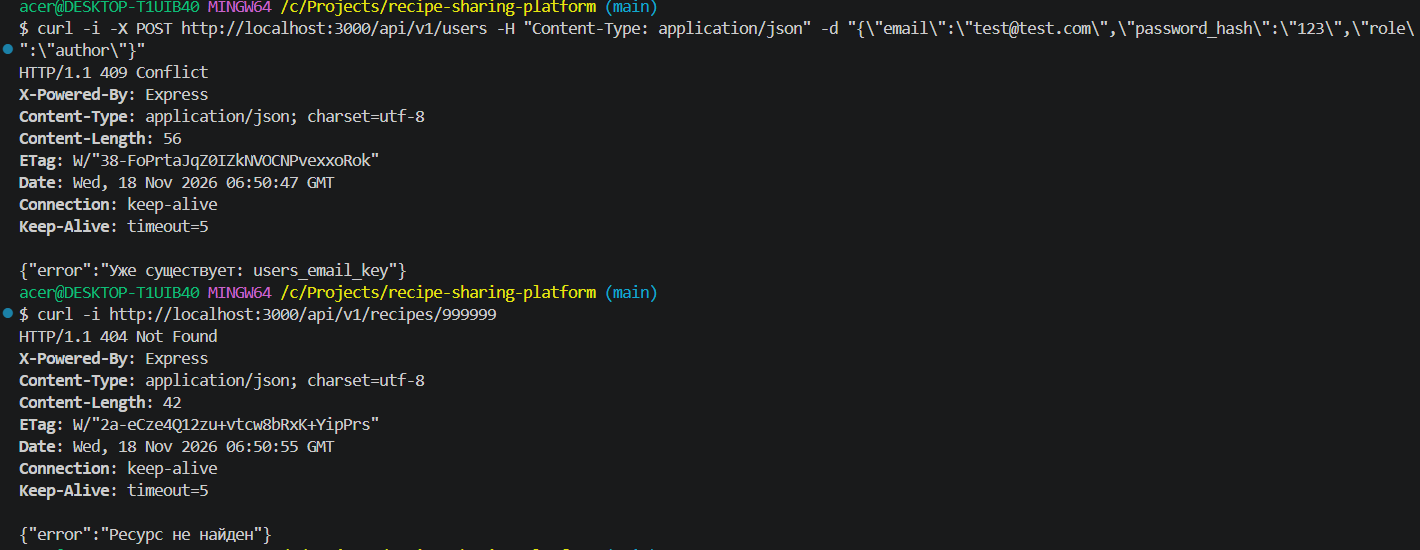 acer@DESKTOP-T1UIB40 MINGW64 /c/Projects/recipe-sharing-platform (main)
$ curl -i -X POST http://localhost:3000/api/v1/users -H "Content-Type: application/json" -d "{\"email\":\"test@test.com\",\"password_hash\":\"123\",\"role\
":\"author\"}"
HTTP/1.1 409 Conflict
X-Powered-By: Express
Content-Type: application/json; charset=utf-8
Content-Length: 56
ETag: W/"38-FoPrtaJqZ0IZkNVOCNPvexxoRok"
Date: Wed, 18 Nov 2026 06:50:47 GMT
Connection: keep-alive
Keep-Alive: timeout=5

{"error":"Уже существует: users_email_key"}
acer@DESKTOP-T1UIB40 MINGW64 /c/Projects/recipe-sharing-platform (main)
$ curl -i http://localhost:3000/api/v1/recipes/999999
HTTP/1.1 404 Not Found
X-Powered-By: Express
Content-Type: application/json; charset=utf-8
Content-Length: 42
ETag: W/"2a-eCze4Q12zu+vtcw8bRxK+YipPrs"
Date: Wed, 18 Nov 2026 06:50:55 GMT
Connection: keep-alive
Keep-Alive: timeout=5

{"error":"Ресурс не найден"}